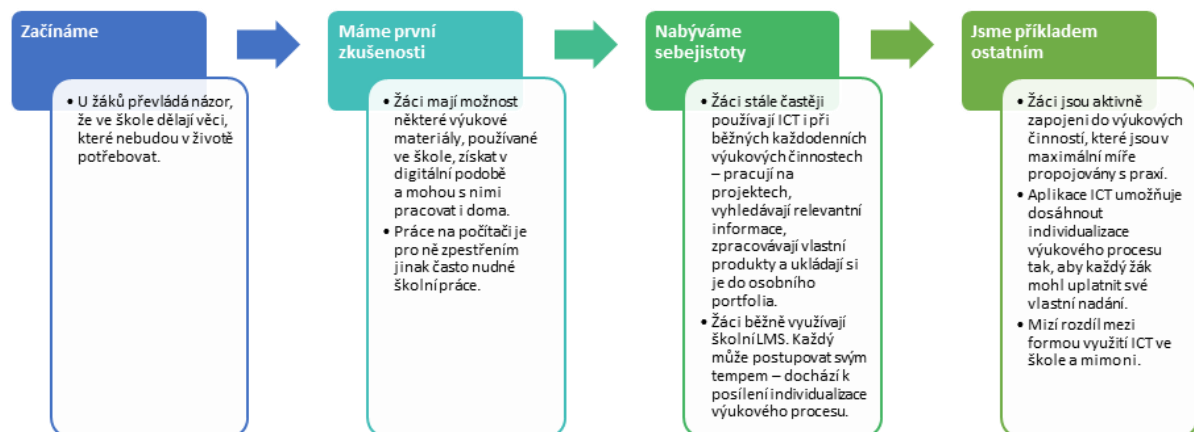 Začínáme
• U žáků převládá názor,
že ve škole dělají věci,
které nebudou v životě
potřebovat.
Máme první
zkušenosti
• Žáci mají možnost
některé výukové
materiály, používané
ve škole, získat v
digitální podobě
a mohou s nimi
pracovat i doma.
• Práce na počítači je
pro ně zpestřením
jinak často nudné
školní práce.
Nabýváme
sebejistoty
• Žáci stále častěji
používají ICT i při
běžných každodenních
výukových činnostech
– pracují na
projektech,
vyhledávají relevantní
informace,
zpracovávají vlastní
produkty a ukládají si
je do osobního
portfolia.
• Žáci běžně využívají
školní LMS. Každý
může postupovat svým
tempem – dochází k
posílení individualizace
výukového procesu.
Jsme příkladem
ostatním
• Žáci jsou aktivně
zapojeni do výukových
činností, které jsou v
maximální míře
propojovány s praxí.
• Aplikace ICT umožňuje
dosáhnout
individualizace
výukového procesu
tak, aby každý žák
mohl uplatnit své
vlastní nadání.
• Mizí rozdíl mezi
formou využití ICT ve
škole a mimo ni.